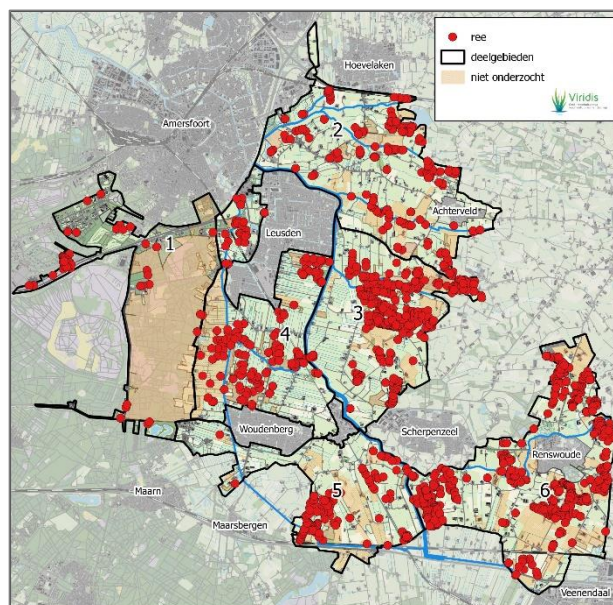 ree
deelgebieden
niet onderzocht
Viridis
Hoevelaken
Amersfoort
2
Achterveld
1
Leusden
3
4
Woudenberg
Scherpenzeel
Renswoude
5
6
Maarn
Maarsbergen
Veenendaal